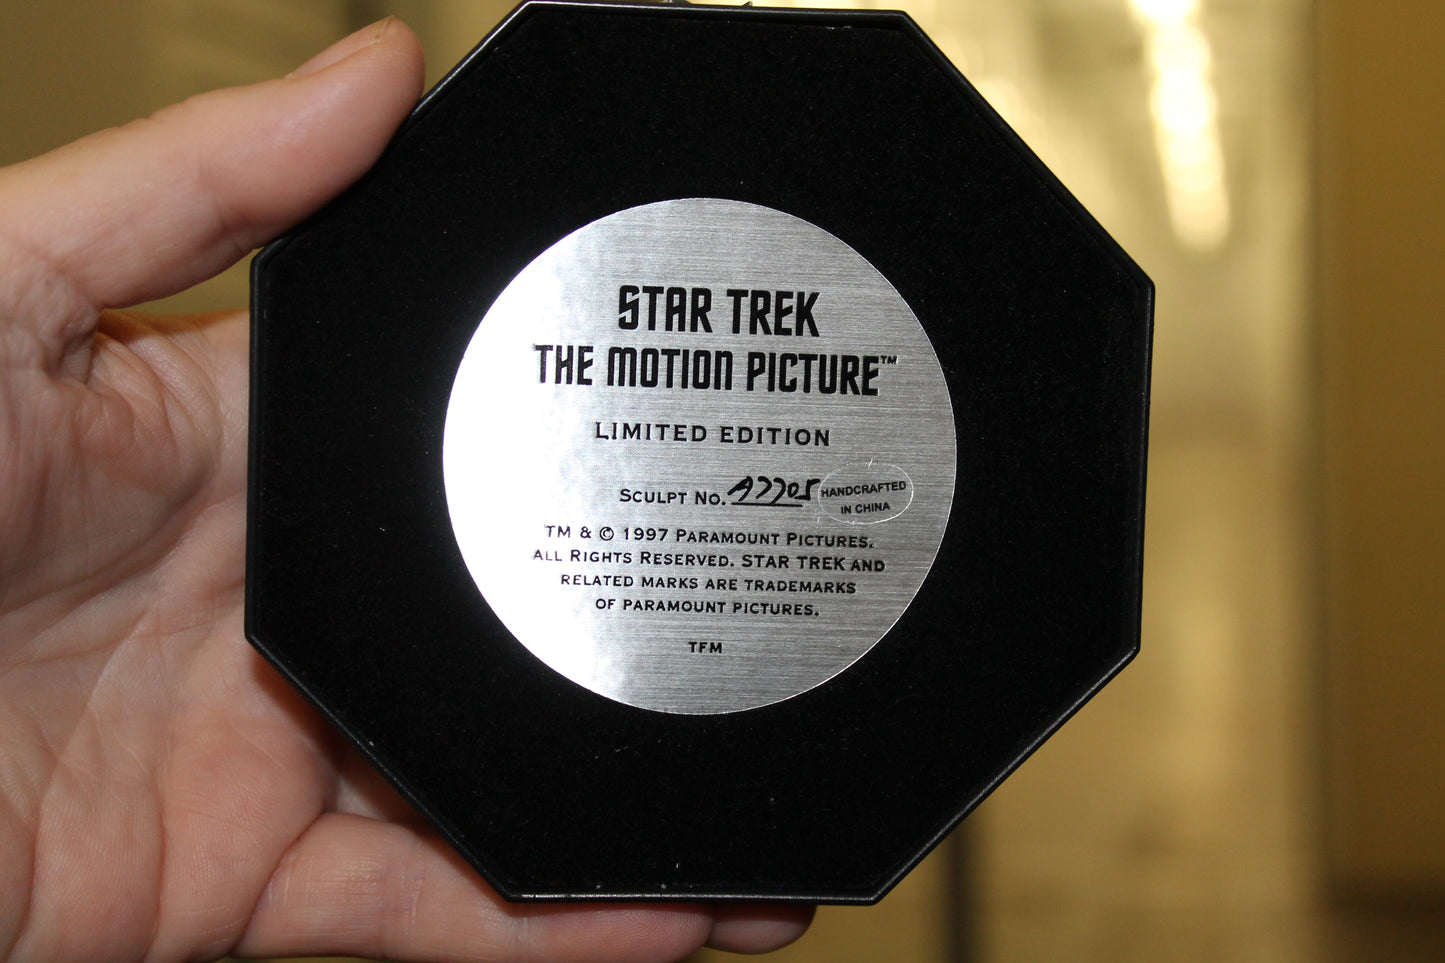 STAR TREK
THE MOTION PICTURE™
LIMITED EDITION
SCULPT NO. A7705
HANDCRAFTED
IN CHINA
TM & © 1997 PARAMOUNT PICTURES.
ALL RIGHTS RESERVED. STAR TREK AND
RELATED MARKS ARE TRADEMARKS
OF PARAMOUNT PICTURES.
TFM